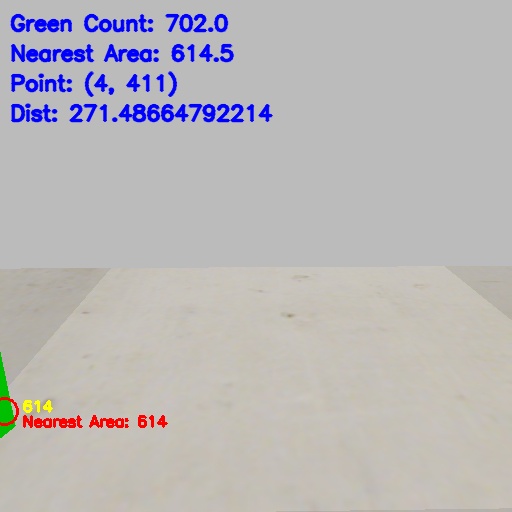 Green Count: 702.0
Nearest Area: 614.5
Point: (4, 411)
Dist: 271.48664792214
614
Nearest Area: 614